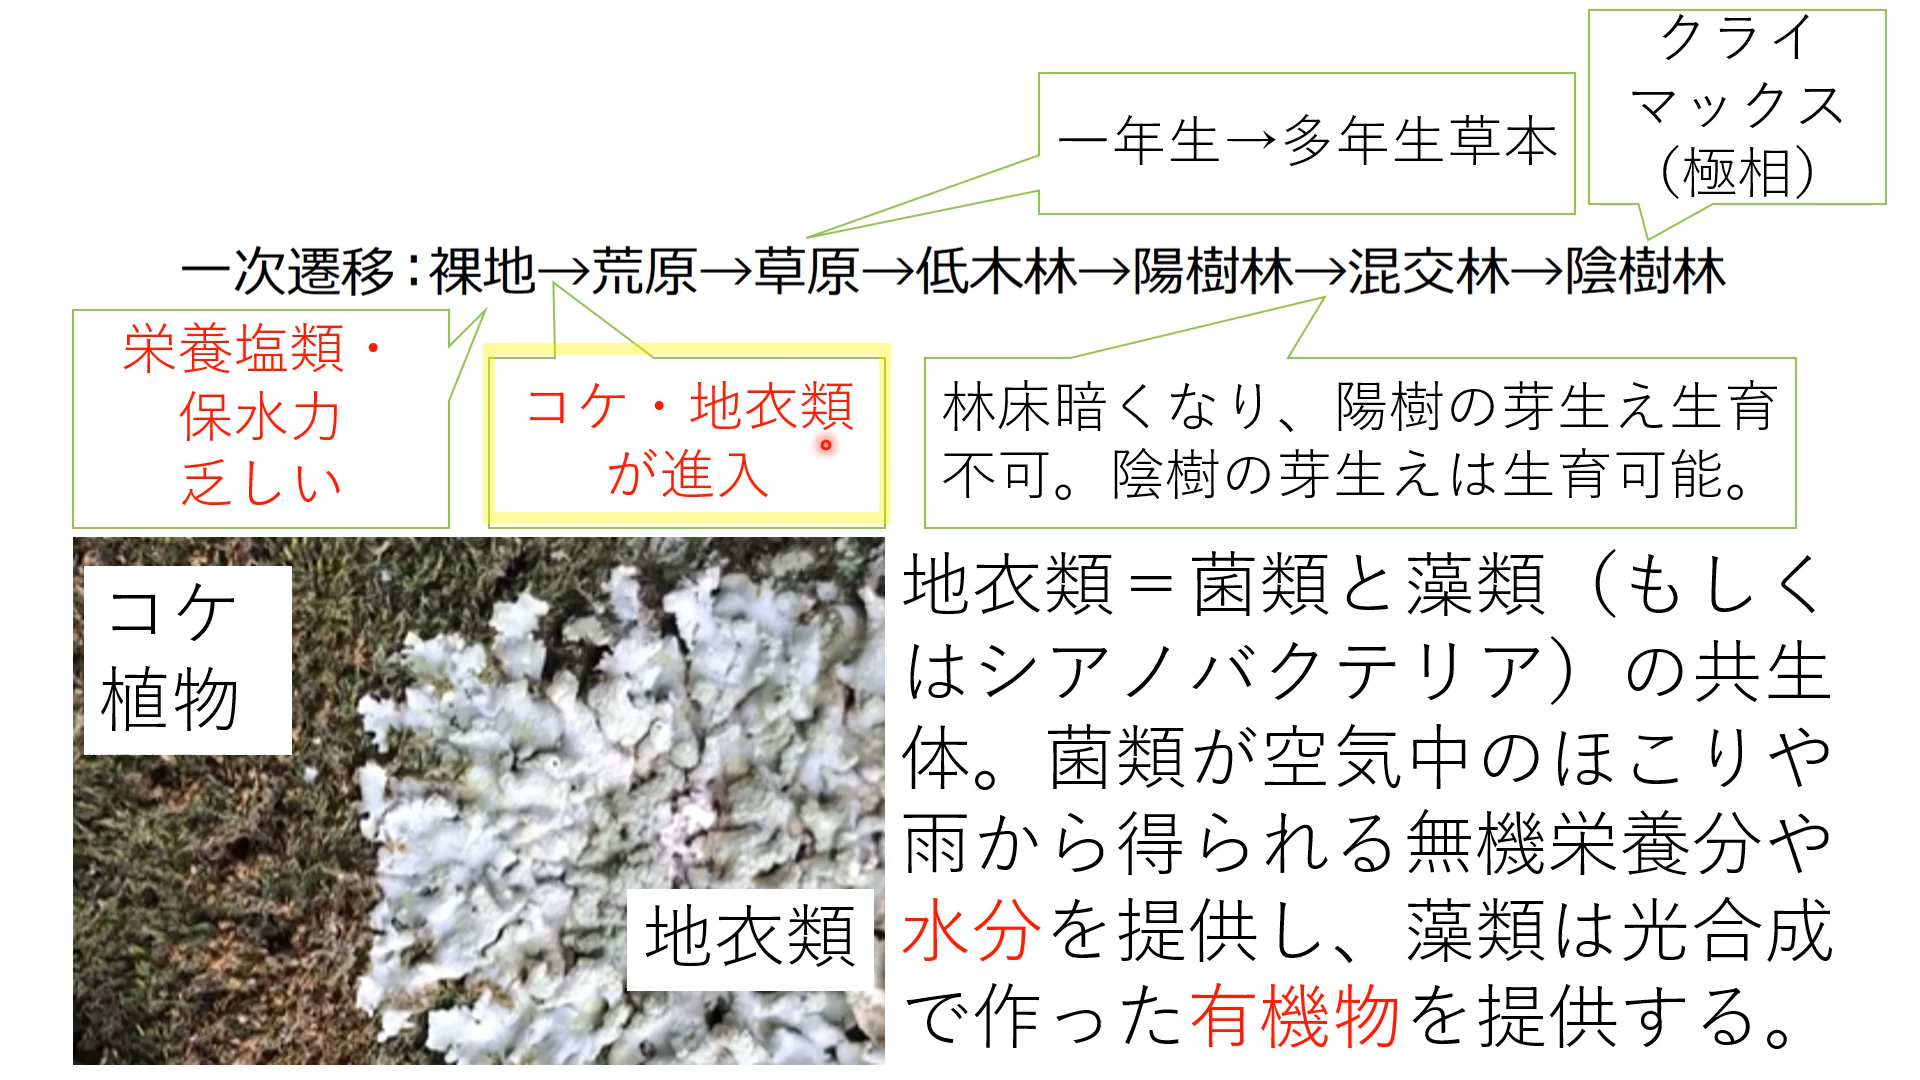 クライ
マックス
（極相）
一年生→多年生草本
一次遷移：裸地→荒原→草原→低木林→陽樹林→混交林→陰樹林
栄養塩類・
保水力
乏しい
コケ・地衣類
が進入
林床暗くなり、陽樹の芽生え生育
不可。陰樹の芽生えは生育可能。
コケ
植物
地衣類
地衣類＝菌類と藻類（もしく
はシアノバクテリア）の共生
体。菌類が空気中のほこりや
雨から得られる無機栄養分や
水分を提供し、藻類は光合成
で作った有機物を提供する。